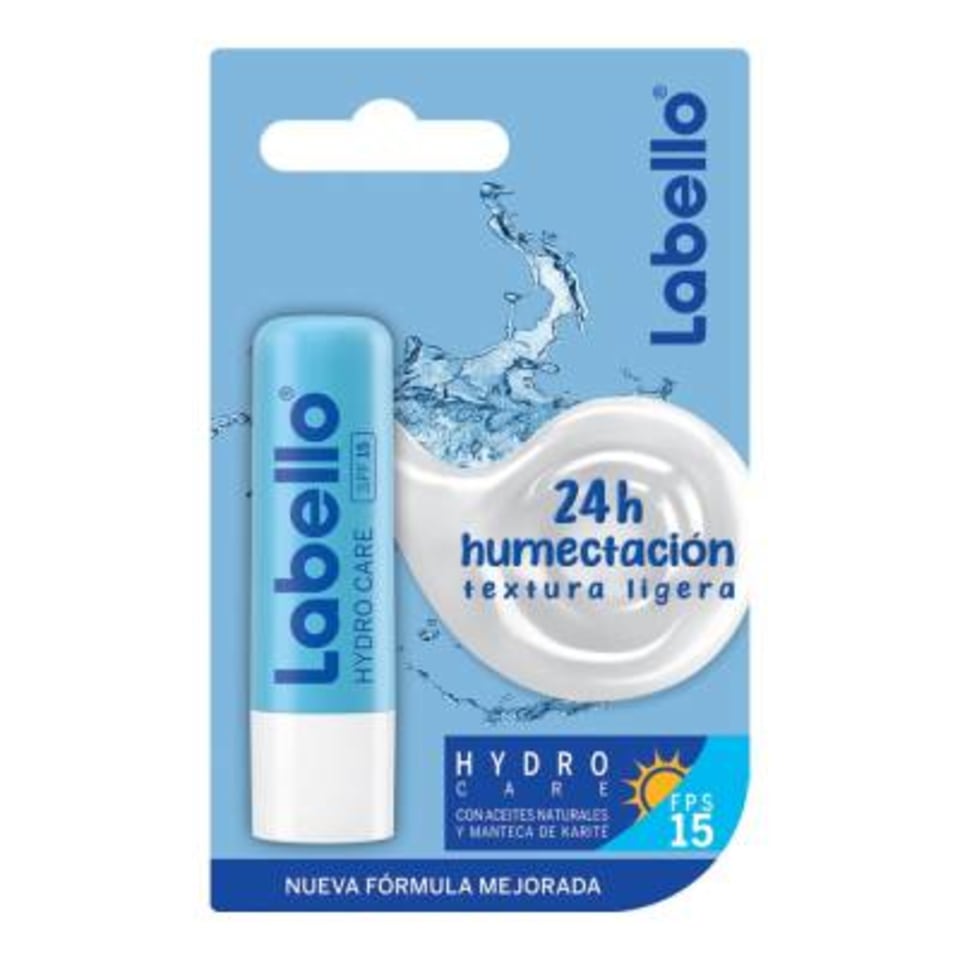 Labello®
24h
humectación
textura ligera
Labello®
HYDRO CARE SPF 15
HYDRO
CARE
CON ACEITES NATURALES
Y MANTECA DE KARITÉ
FPS
15
NUEVA FÓRMULA MEJORADA